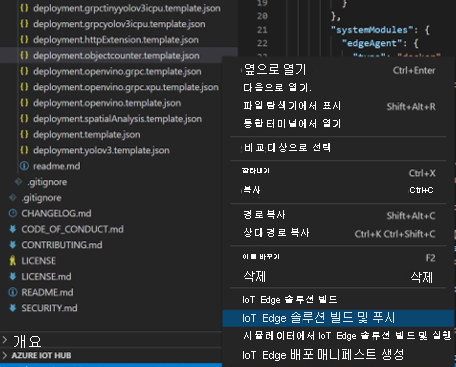 deployment.grpctinyyolov3icpu.template.json
deployment.grpcyolov3icpu.template.json
deployment.httpExtension.template.json
deployment.objectcounter.template.json
deployment.openvino.grpc.template.json
deployment.openvino.grpc.xpu.template.json
deployment.openvino.template.json
deployment.spatialAnalysis.template.json
deployment.template.json
deployment.yolov3.template.json
readme.md
.gitignore
.gitignore
CHANGELOG.md
CODE_OF_CONDUCT.md
CONTRIBUTING.md
LICENSE
LICENSE.md
README.md
SECURITY.md
개요
AZURE IOT HUB
19 }
20 },
21 "systemModules": {
22 "edgeAgent": {
옆으로 열기 Ctrl+Enter
다음으로 열기.
파일 탐색기에서 표시 Shift+Alt+R
통합 터미널에서 열기
비교 대상으로 선택
잘라내기 Ctrl+X
복사 Ctrl+C
경로 복사 Shift+Alt+C
상대 경로 복사 Ctrl+K Ctrl+Shift+C
이름 바꾸기 F2
삭제 삭제
IoT Edge 솔루션 빌드
IoT Edge 솔루션 빌드 및 푸시
시뮬레이터에서 IoT Edge 솔루션 빌드 및 실행
IoT Edge 배포 매니페스트 생성